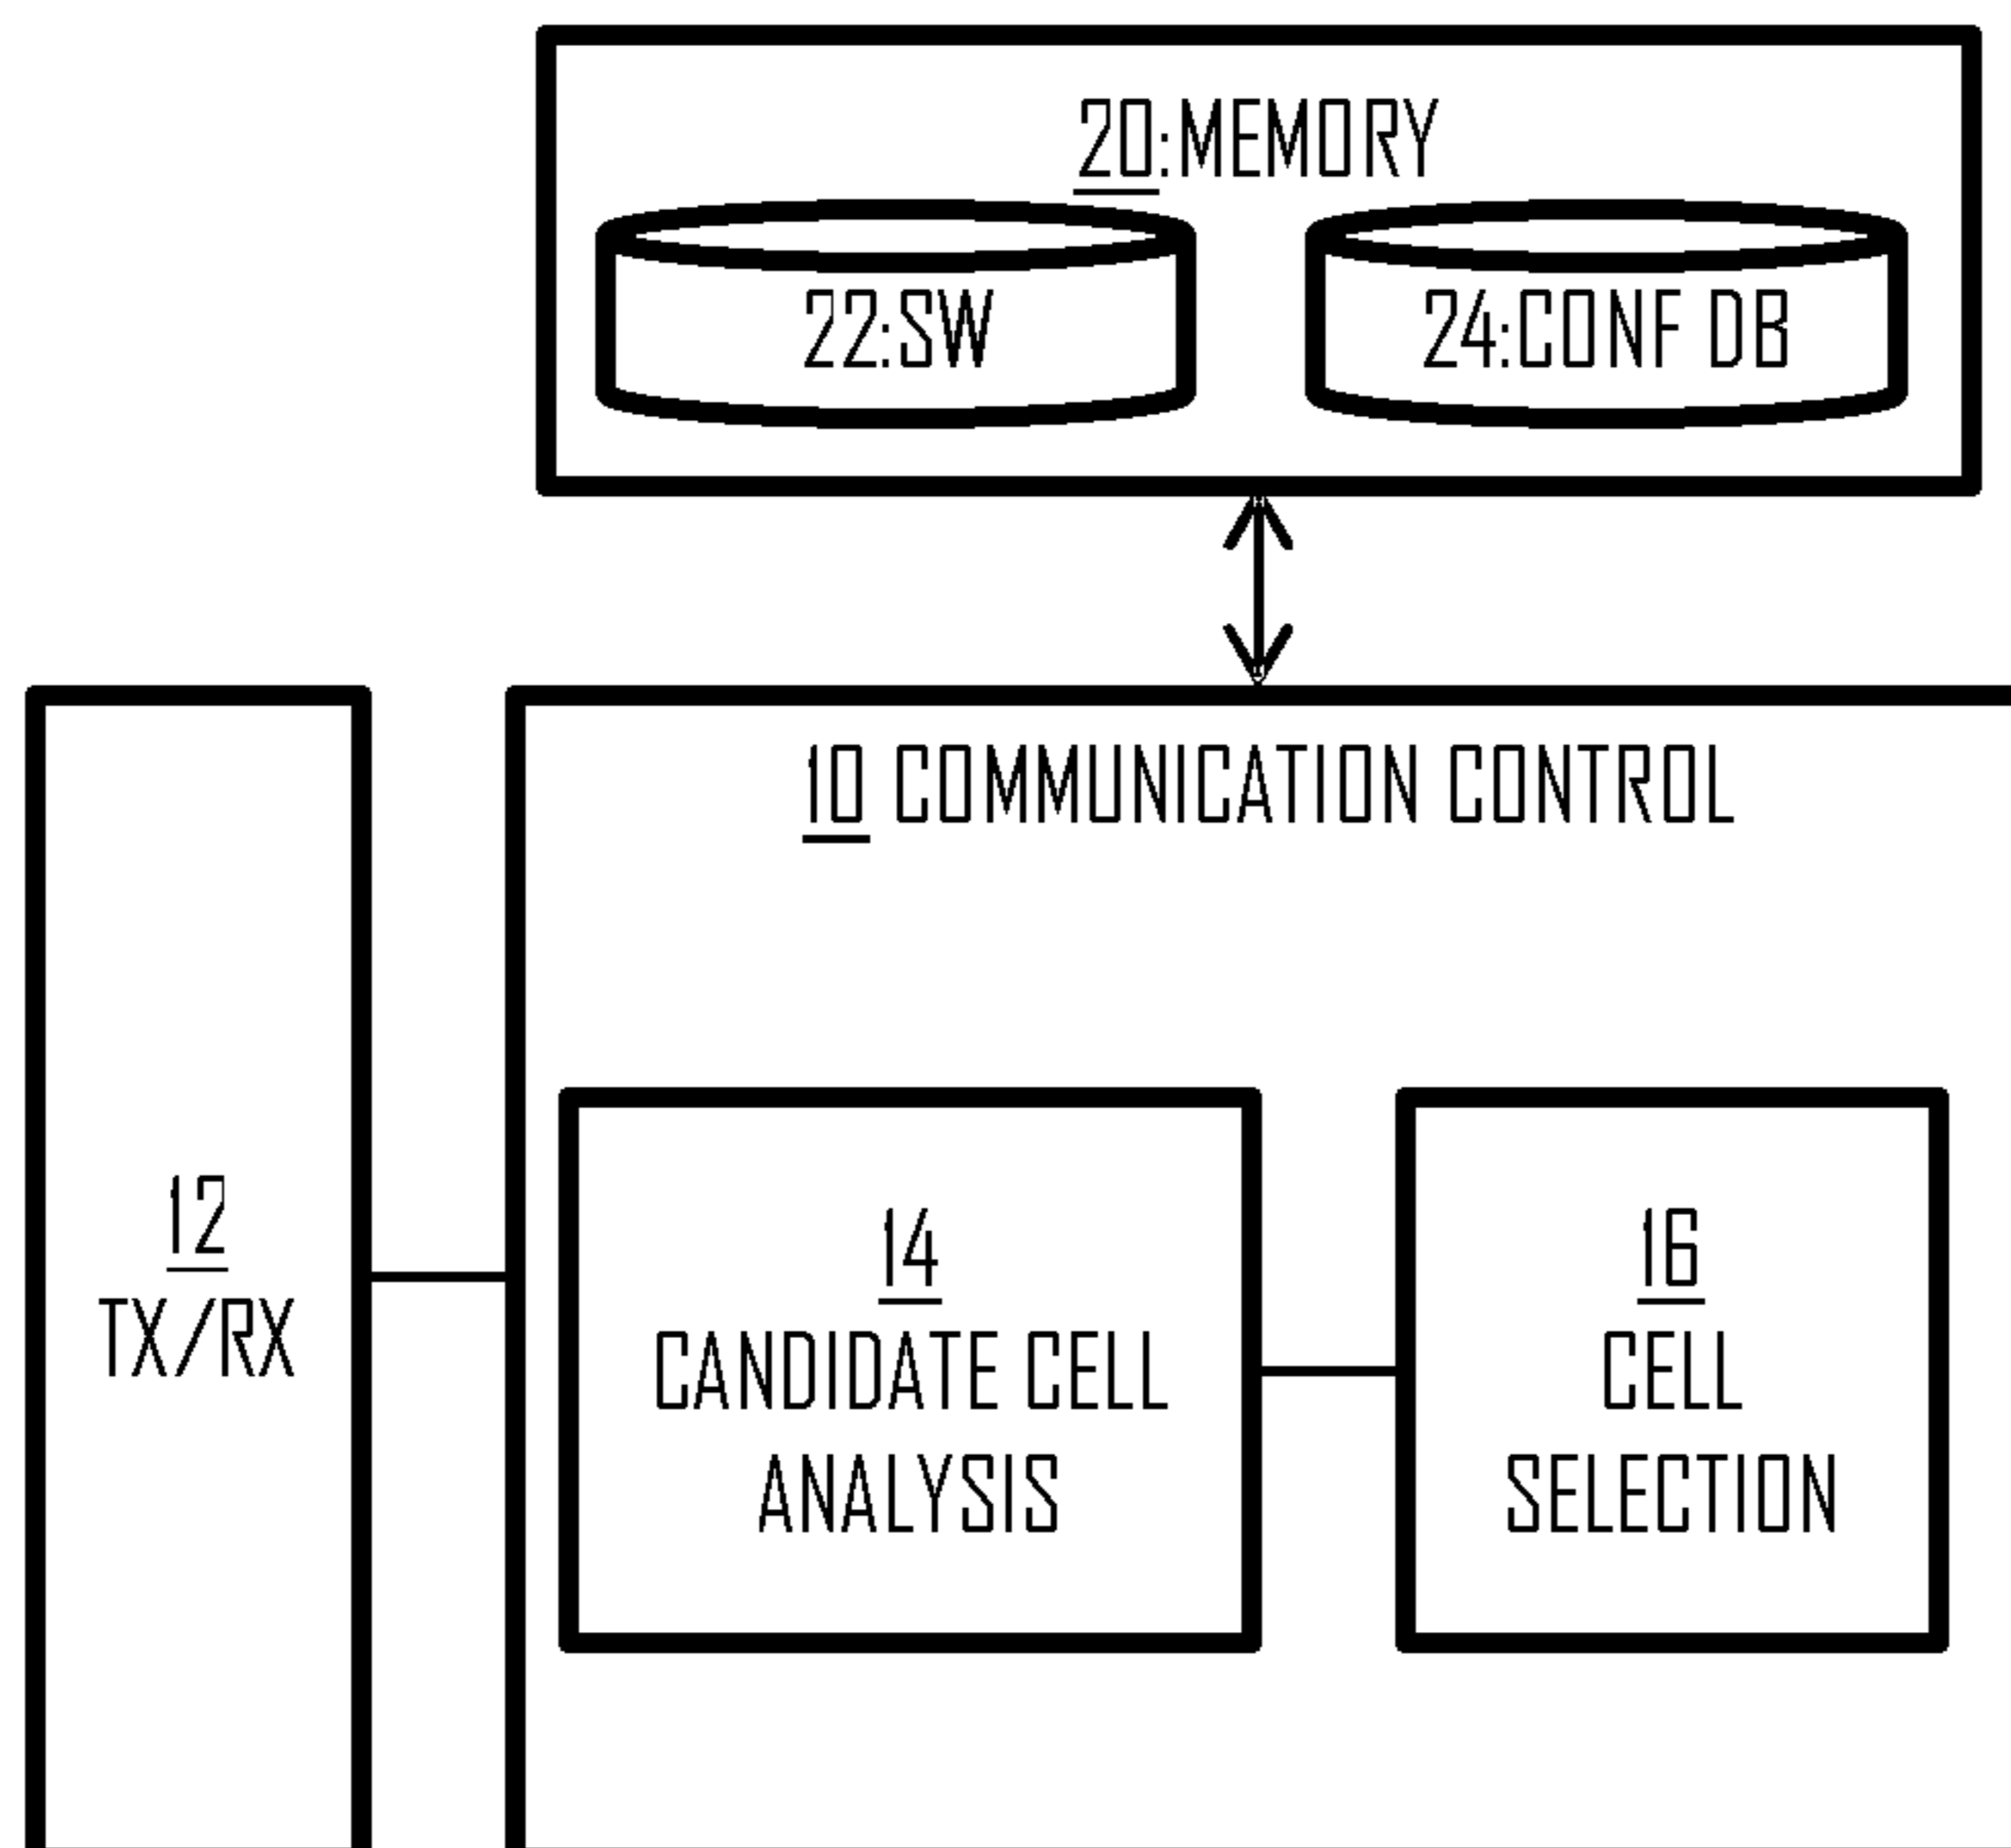 20:MEMORY
22:SW
24:CONF DB
10 COMMUNICATION CONTROL
12
TX/RX
14
CANDIDATE CELL
ANALYSIS
16
CELL
SELECTION